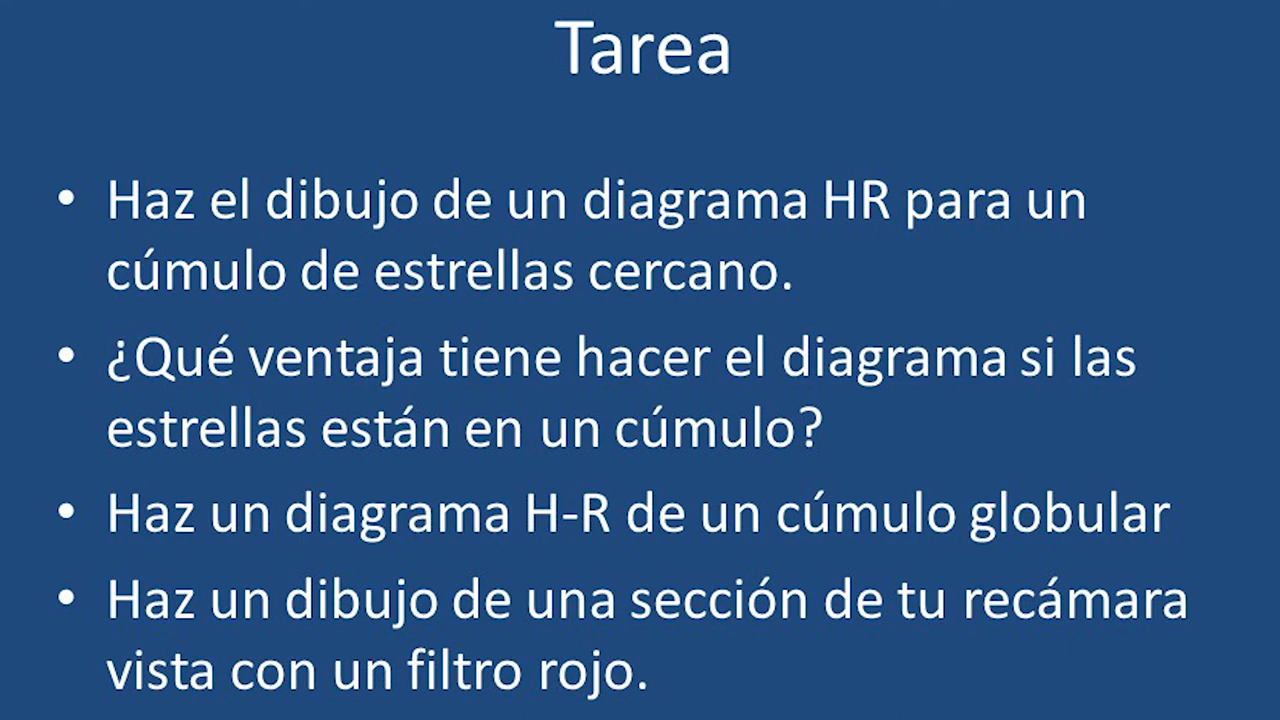 Tarea
• Haz el dibujo de un diagrama HR para un
cúmulo de estrellas cercano.
• ¿Qué ventaja tiene hacer el diagrama si las
estrellas están en un cúmulo?
• Haz un diagrama H-R de un cúmulo globular
• Haz un dibujo de una sección de tu recámara
vista con un filtro rojo.